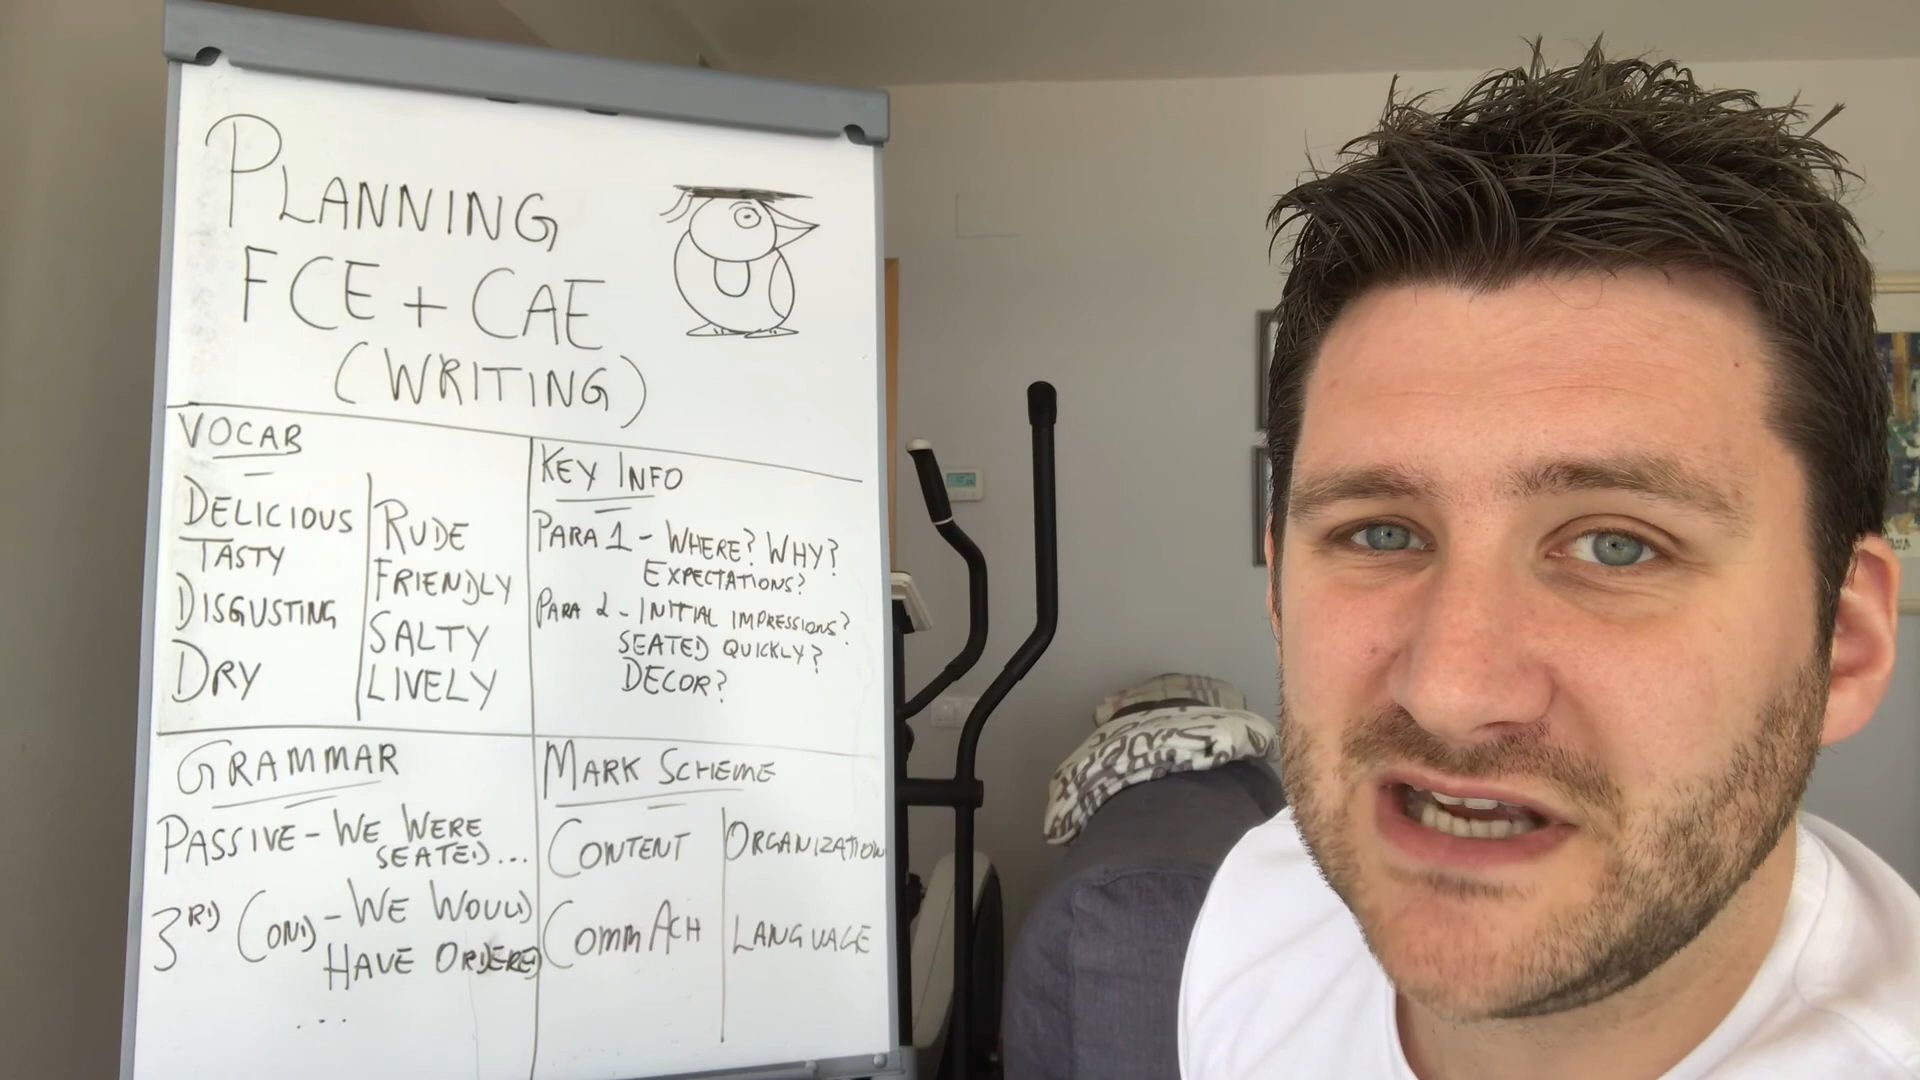 PLANNING
FCE + CAE
(WRITING)
VOCAB
DELICIOUS
TASTY
DISGUSTING
DRY
RUDE
FRIENDLY
SALTY
LIVELY
KEY INFO
PARA 1 - WHERE? WHY?
EXPECTATIONS?
PARA 2 - INITIAL IMPRESSIONS?
SEATED QUICKLY?
DECOR?
GRAMMAR
PASSIVE - WE WERE
SEATED...
3RD COND - WE WOULD
HAVE ORDERED
...
MARK SCHEME
CONTENT
COMM ACH
ORGANIZATION
LANGUAGE